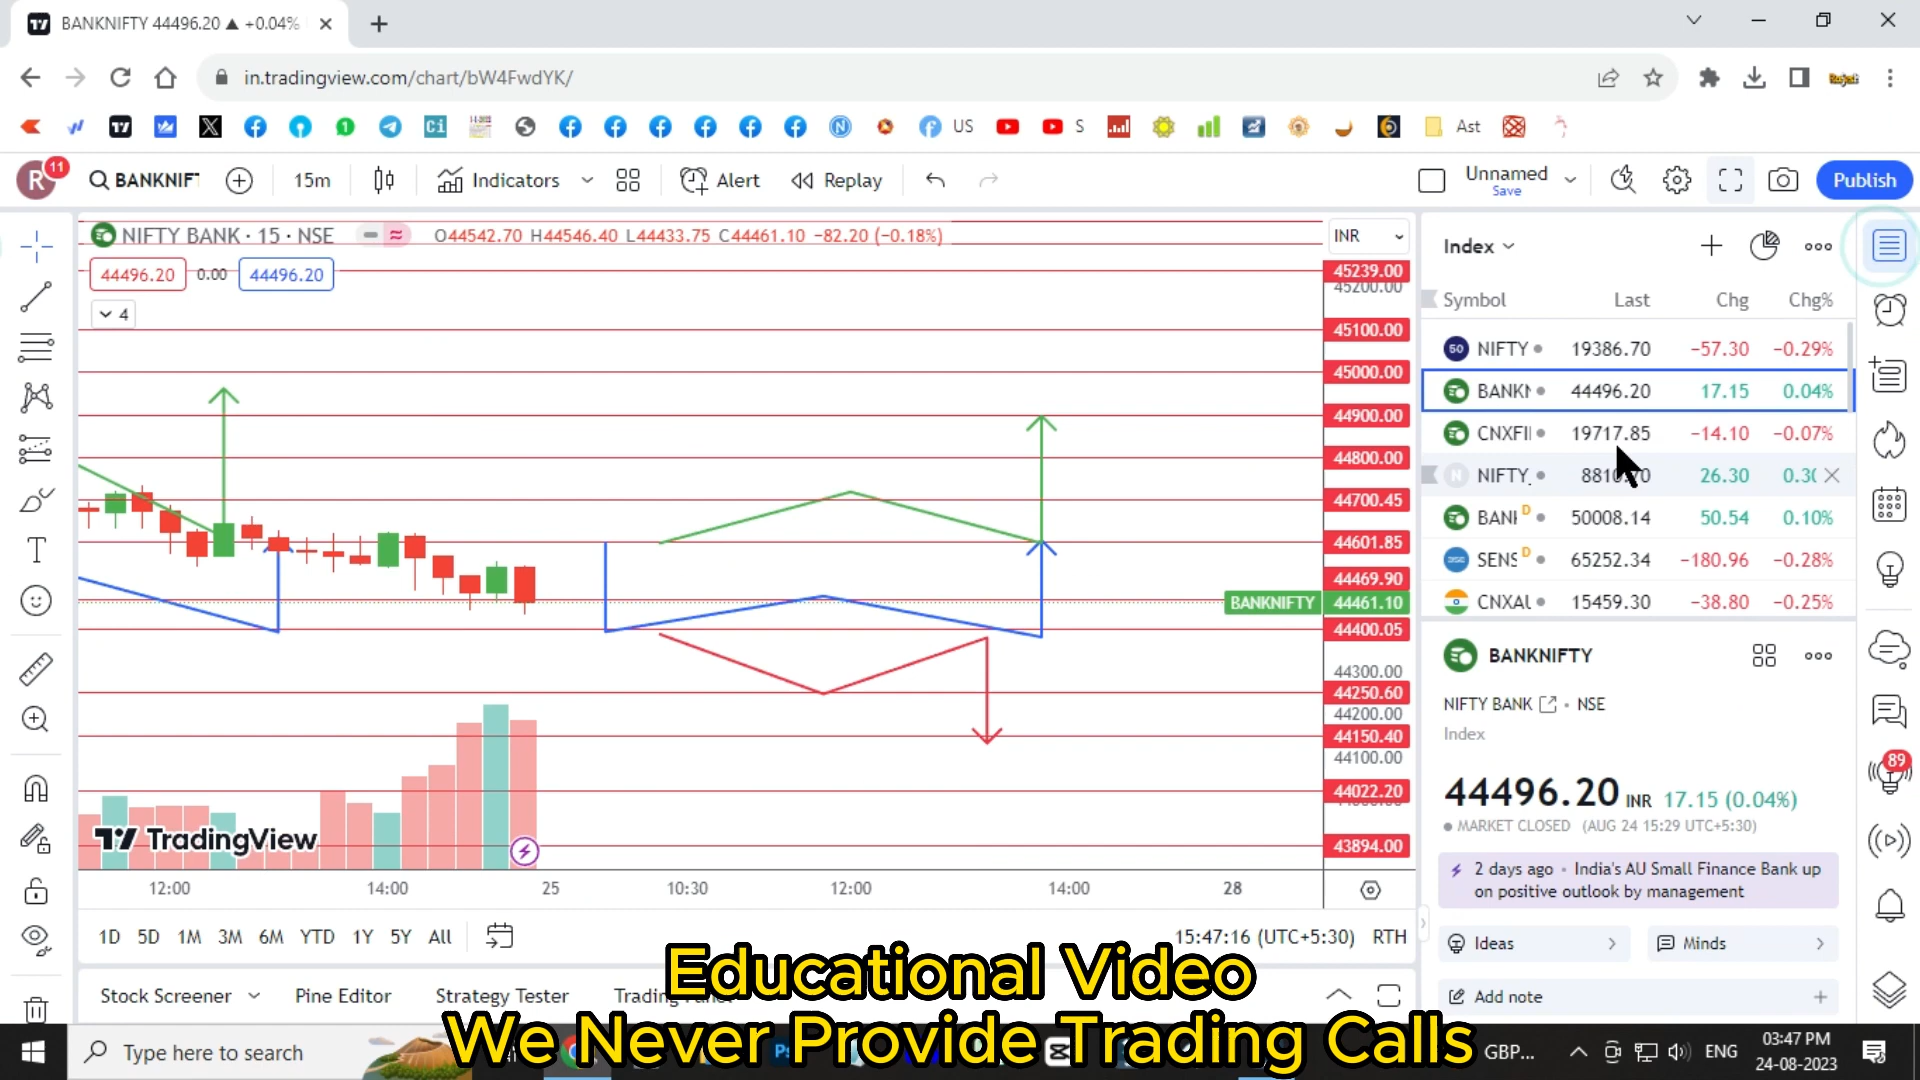 BANKNIFTY 44496.20 ▲ +0.04%
in.tradingview.com/chart/bW4FwdYK/
US
S
Ast
R 11
BANKNIFT
15m
Indicators
Alert
Replay
Unnamed
Save
Publish
NIFTY BANK · 15 · NSE
O44542.70 H44546.40 L44433.75 C44461.10 −82.20 (−0.18%)
44496.20 0.00 44496.20
4
INR
45239.00
45200.00
45100.00
45000.00
44900.00
44800.00
44700.45
44601.85
44469.90
BANKNIFTY 44461.10
44400.05
44300.00
44250.60
44200.00
44150.40
44100.00
44022.20
43894.00
TradingView
12:00 14:00 25 10:30 12:00 14:00 28
1D 5D 1M 3M 6M YTD 1Y 5Y All
15:47:16 (UTC+5:30) RTH
Stock Screener Pine Editor Strategy Tester
Index
Symbol Last Chg Chg%
50 NIFTY 19386.70 −57.30 −0.29%
BANKN 44496.20 17.15 0.04%
CNXFII 19717.85 −14.10 −0.07%
N NIFTY_ 26.30
D 50008.14 50.54 0.10%
SENS D 65252.34 −180.96 −0.28%
CNXAU 15459.30 −38.80 −0.25%
BANKNIFTY
NIFTY BANK • NSE
Index
44496.20 INR 17.15 (0.04%)
MARKET CLOSED (AUG 24 15:29 UTC+5:30)
2 days ago • India's AU Small Finance Bank up
on positive outlook by management
Ideas
Minds
Add note
89
Educational Video
We Never Provide Trading Calls
Type here to search
GBP...
ENG
03:47 PM
24-08-2023